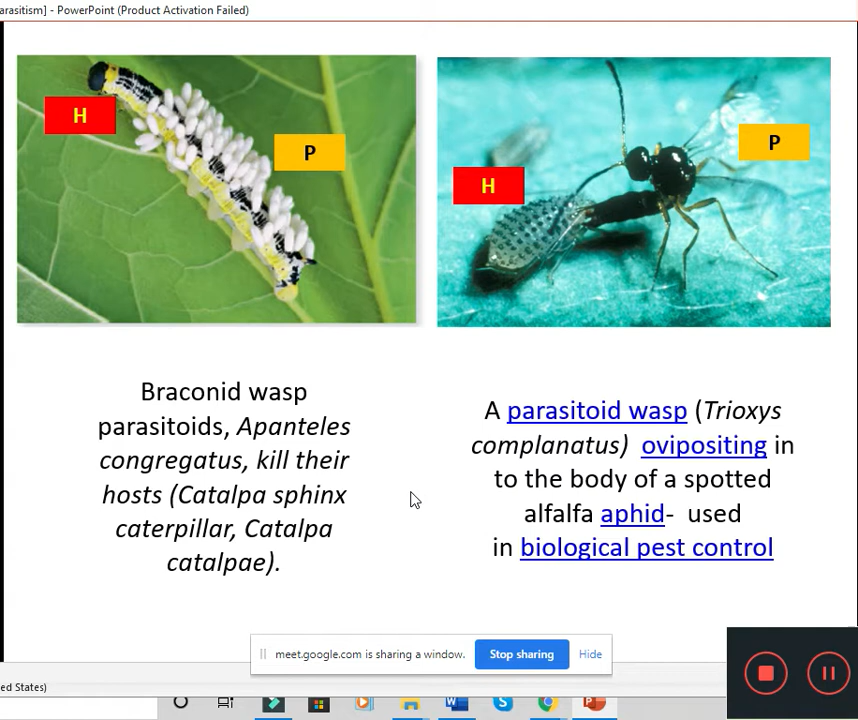 arasitism] - PowerPoint (Product Activation Failed)
H
P
H
P
Braconid wasp
parasitoids, Apanteles
congregatus, kill their
hosts (Catalpa sphinx
caterpillar, Catalpa
catalpae).
A parasitoid wasp (Trioxys
complanatus) ovipositing in
to the body of a spotted
alfalfa aphid- used
in biological pest control
meet.google.com is sharing a window.
Stop sharing
Hide
ed States)